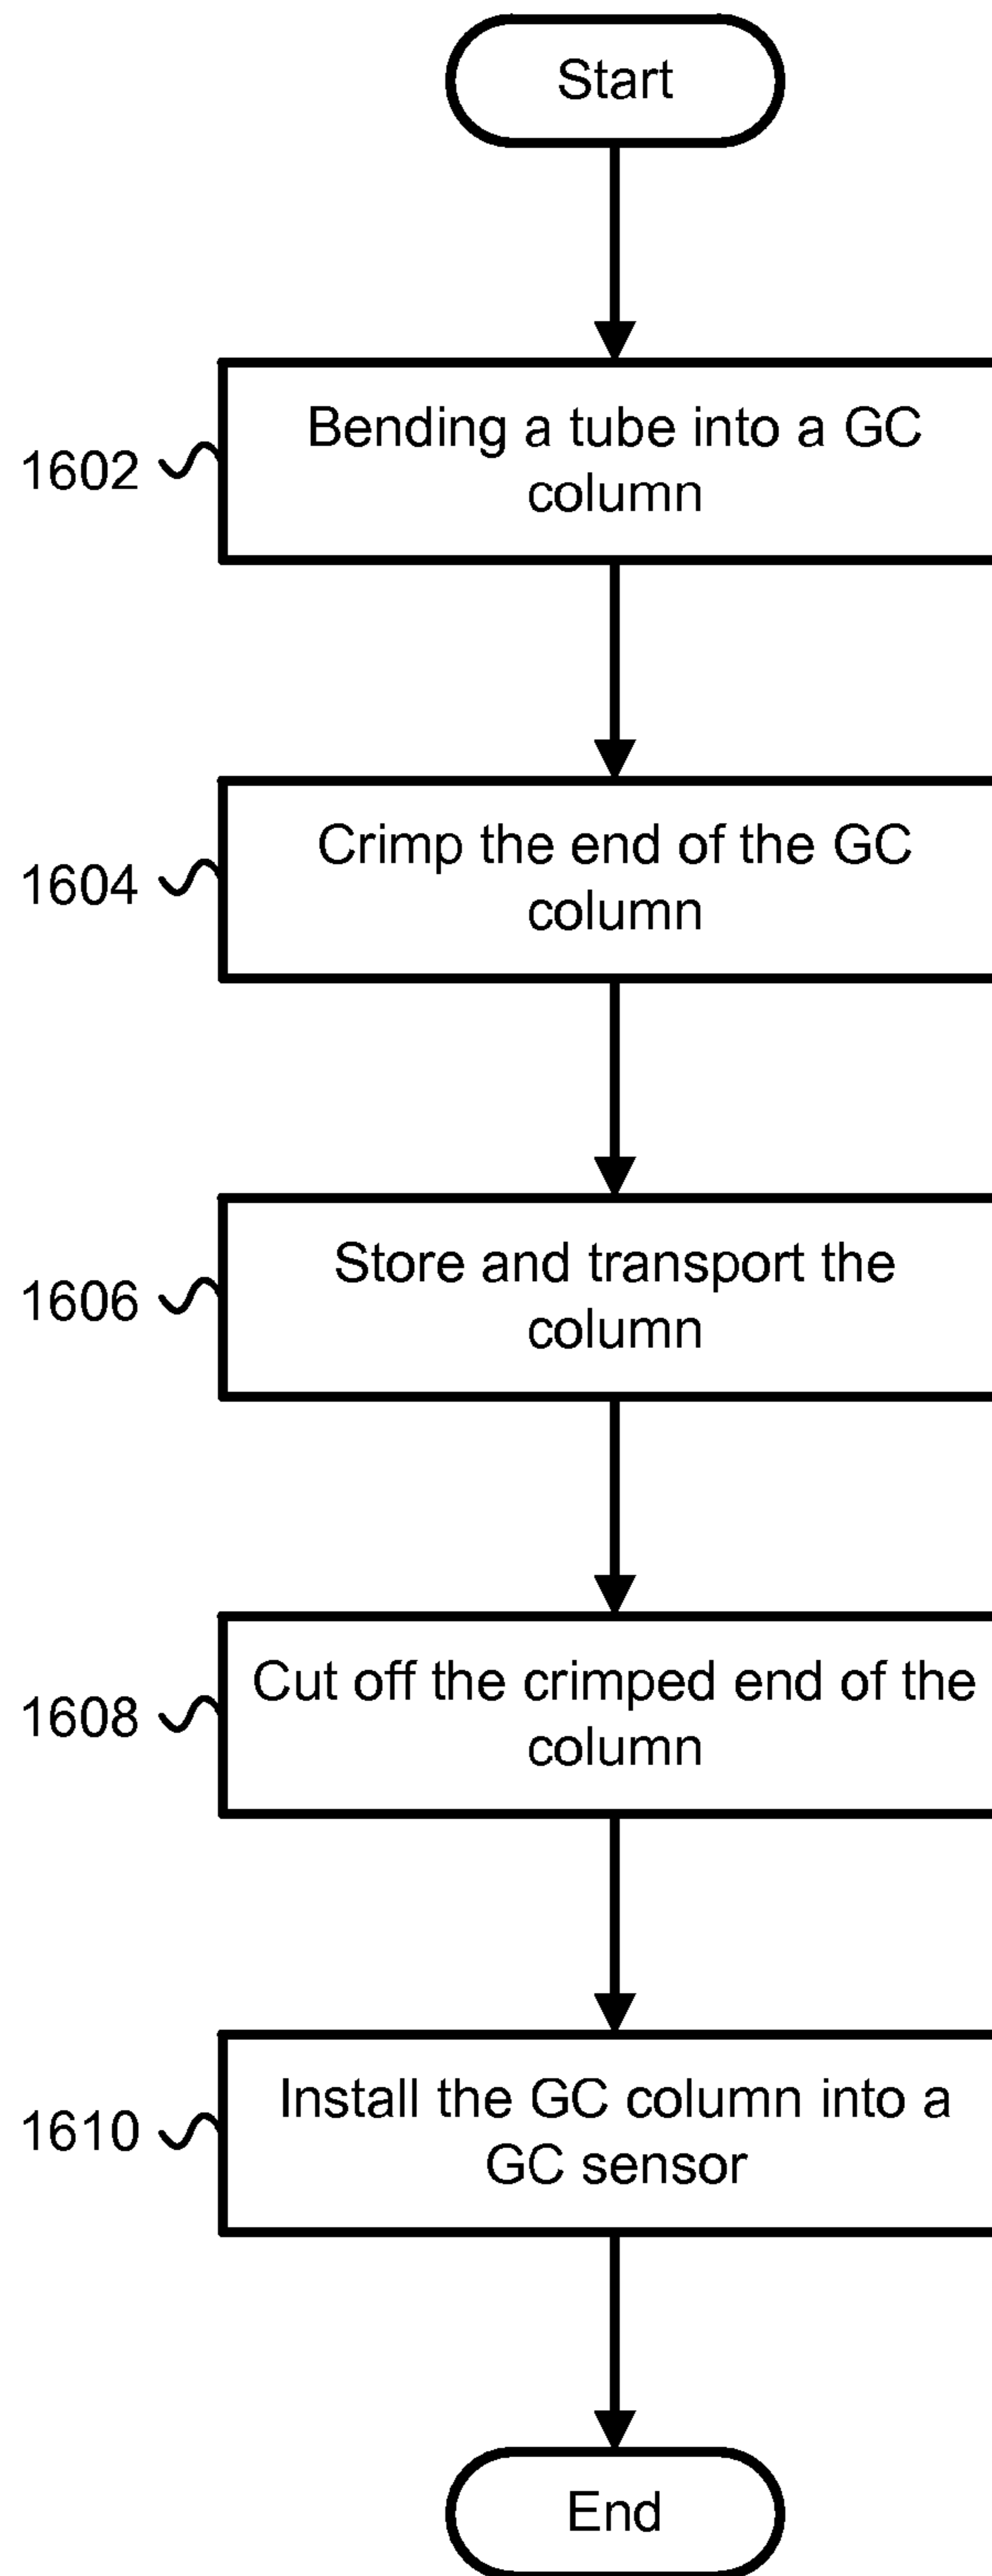 Start
1602
Bending a tube into a GC
column
1604
Crimp the end of the GC
column
1606
Store and transport the
column
1608
Cut off the crimped end of the
column
1610
Install the GC column into a
GC sensor
End